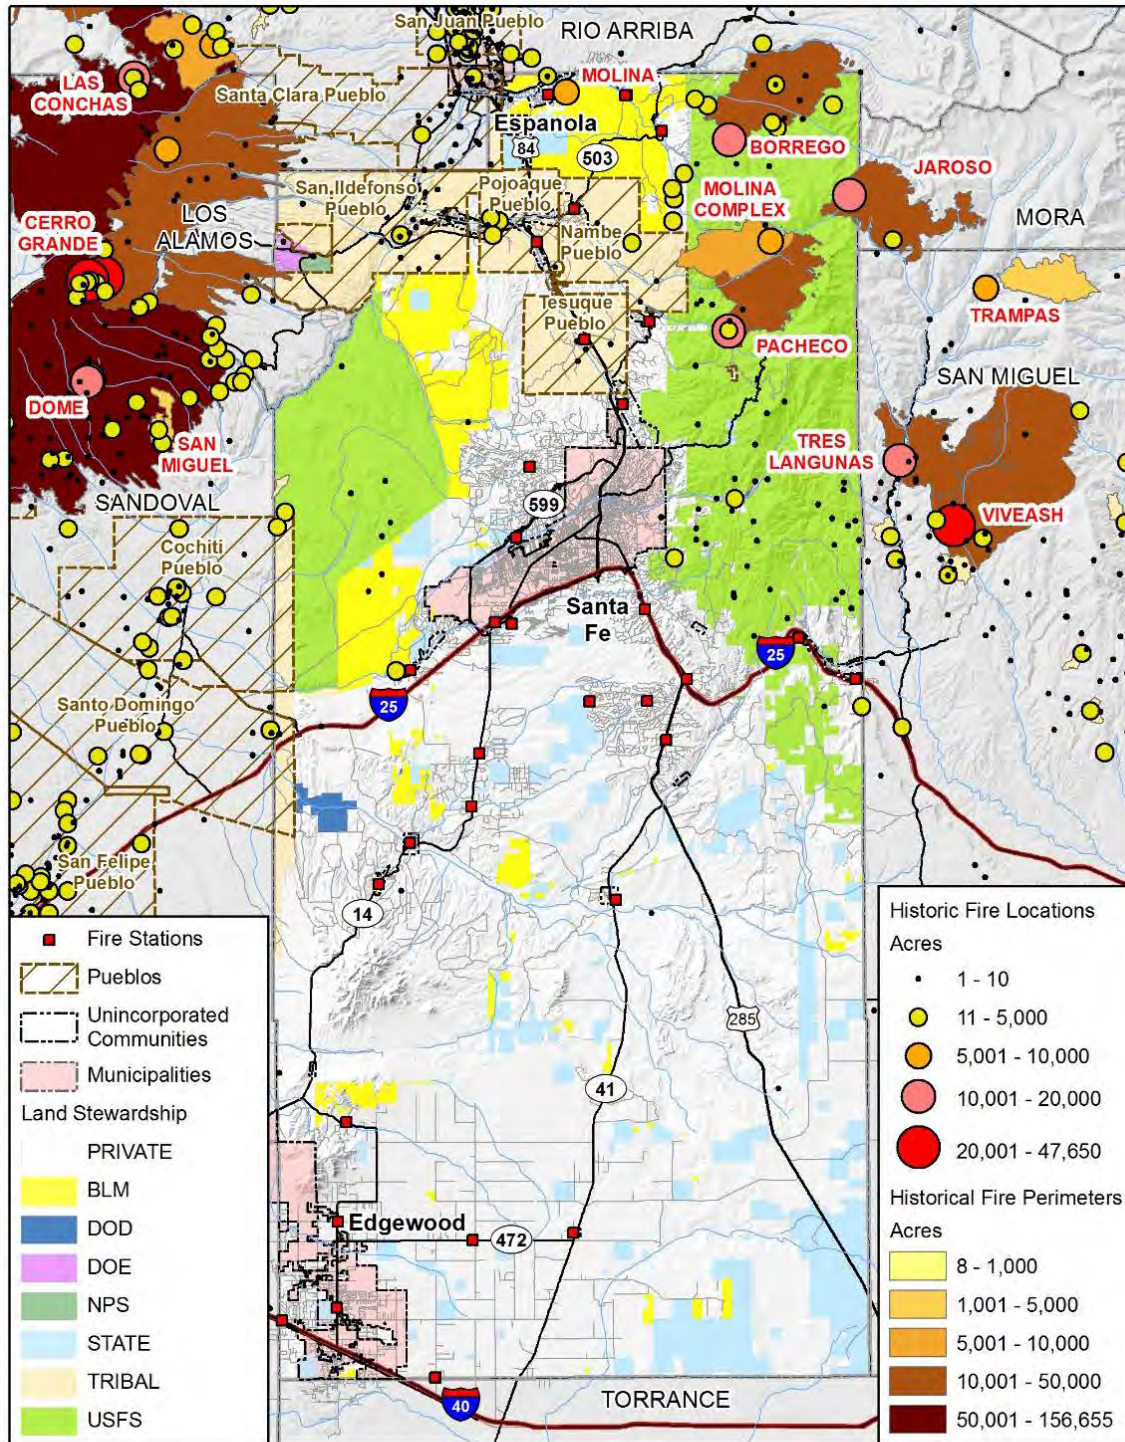 San Juan Pueblo
RIO ARRIBA
LAS
CONCHAS
MOLINA
Santa Clara Pueblo
Espanola
84
503
BORREGO
San Ildefonso
Pueblo
Pojoaque
Pueblo
MOLINA
COMPLEX
JAROSO
CERRO
GRANDE
LOS
ALAMOS
Nambe
Pueblo
MORA
Tesuque
Pueblo
TRAMPAS
PACHECO
DOME
SAN MIGUEL
SAN
MIGUEL
TRES
LANGUNAS
SANDOVAL
599
VIVEASH
Cochiti
Pueblo
Santa
Fe
25
25
Santo Domingo
Pueblo
San Felipe
Pueblo
14
285
41
Edgewood
472
40
TORRANCE
Fire Stations
Pueblos
Unincorporated
Communities
Municipalities
Land Stewardship
PRIVATE
BLM
DOD
DOE
NPS
STATE
TRIBAL
USFS
Historic Fire Locations
Acres
1 - 10
11 - 5,000
5,001 - 10,000
10,001 - 20,000
20,001 - 47,650
Historical Fire Perimeters
Acres
8 - 1,000
1,001 - 5,000
5,001 - 10,000
10,001 - 50,000
50,001 - 156,655